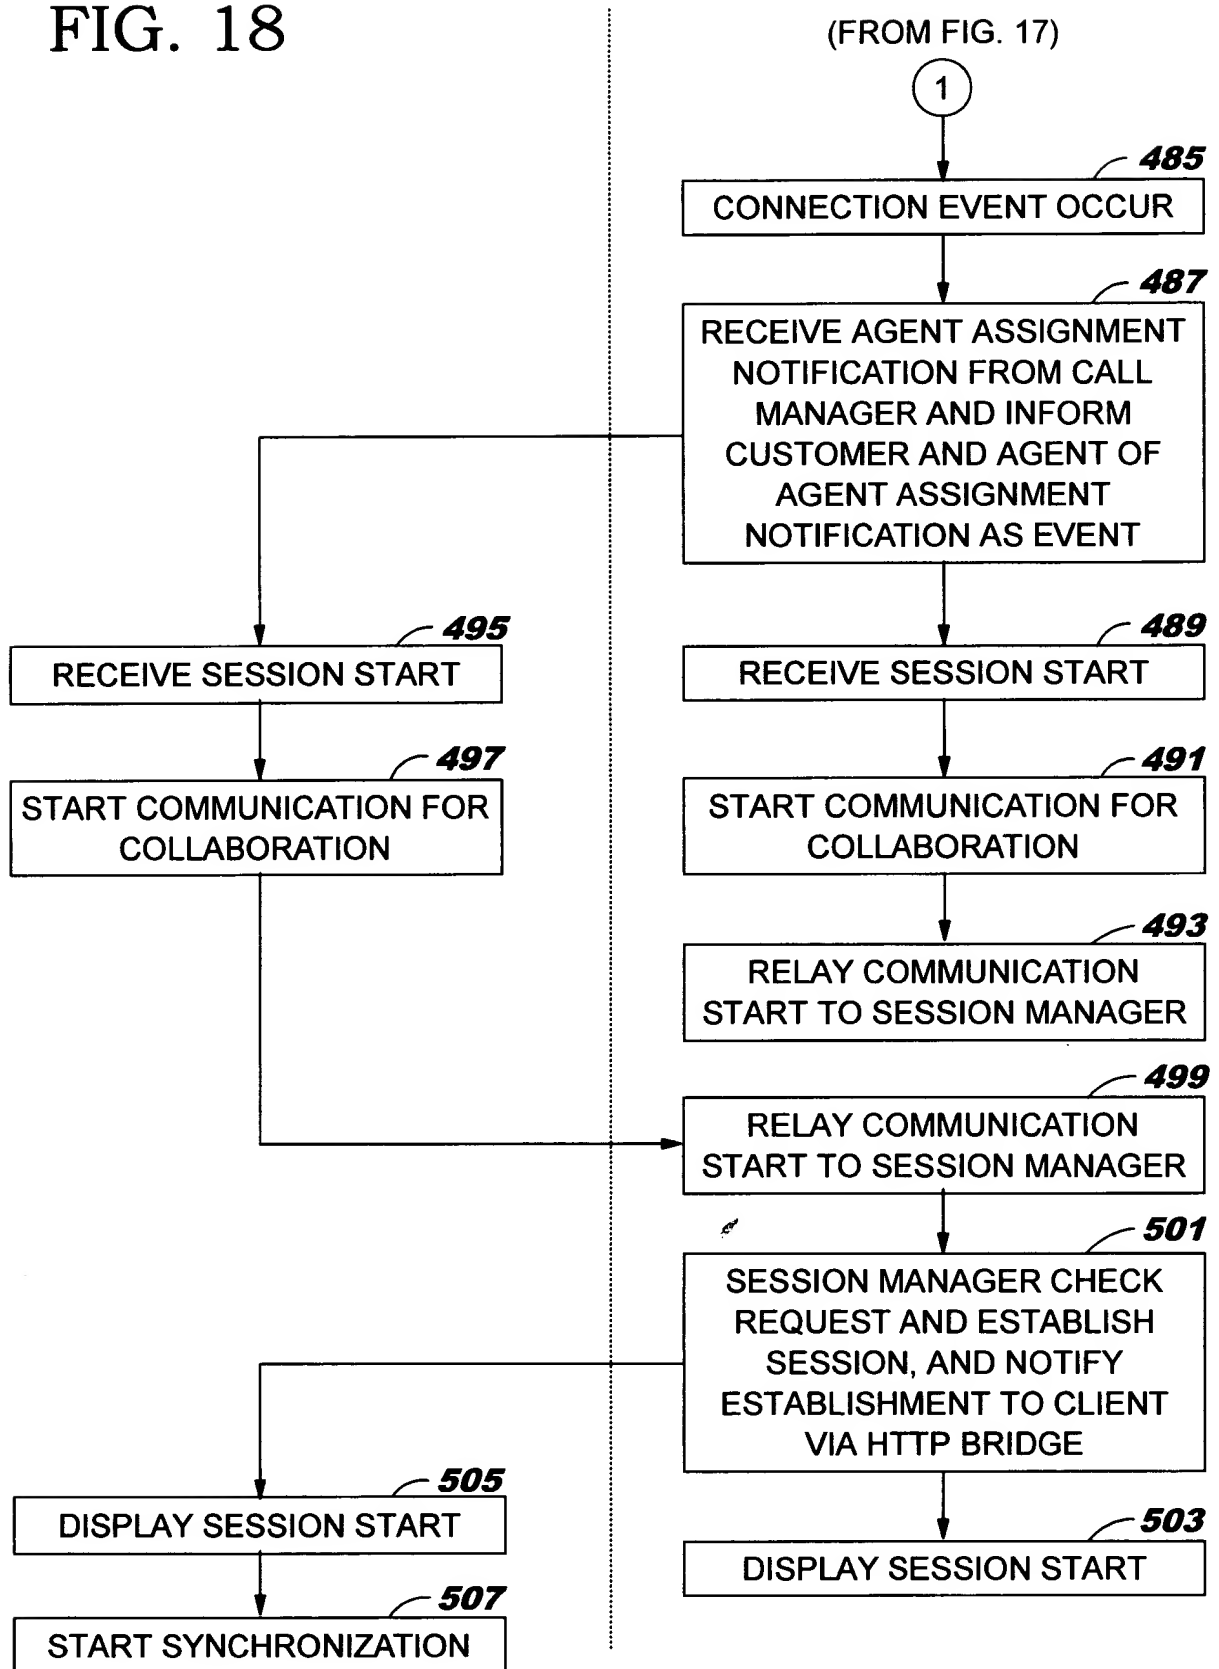 FIG. 18
(FROM FIG. 17)
1
485
CONNECTION EVENT OCCUR
487
RECEIVE AGENT ASSIGNMENT
NOTIFICATION FROM CALL
MANAGER AND INFORM
CUSTOMER AND AGENT OF
AGENT ASSIGNMENT
NOTIFICATION AS EVENT
495
RECEIVE SESSION START
489
RECEIVE SESSION START
497
START COMMUNICATION FOR
COLLABORATION
491
START COMMUNICATION FOR
COLLABORATION
493
RELAY COMMUNICATION
START TO SESSION MANAGER
499
RELAY COMMUNICATION
START TO SESSION MANAGER
501
SESSION MANAGER CHECK
REQUEST AND ESTABLISH
SESSION, AND NOTIFY
ESTABLISHMENT TO CLIENT
VIA HTTP BRIDGE
505
DISPLAY SESSION START
503
DISPLAY SESSION START
507
START SYNCHRONIZATION